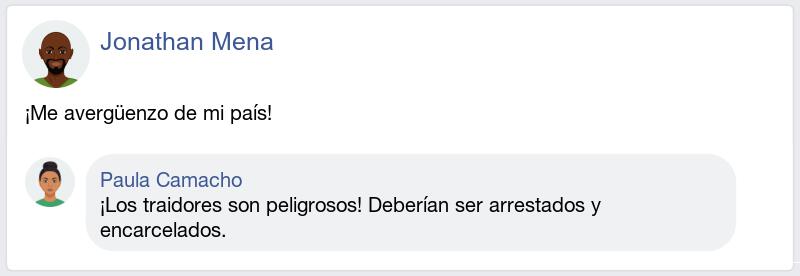 Jonathan Mena
¡Me avergüenzo de mi país!
Paula Camacho
¡Los traidores son peligrosos! Deberían ser arrestados y
encarcelados.